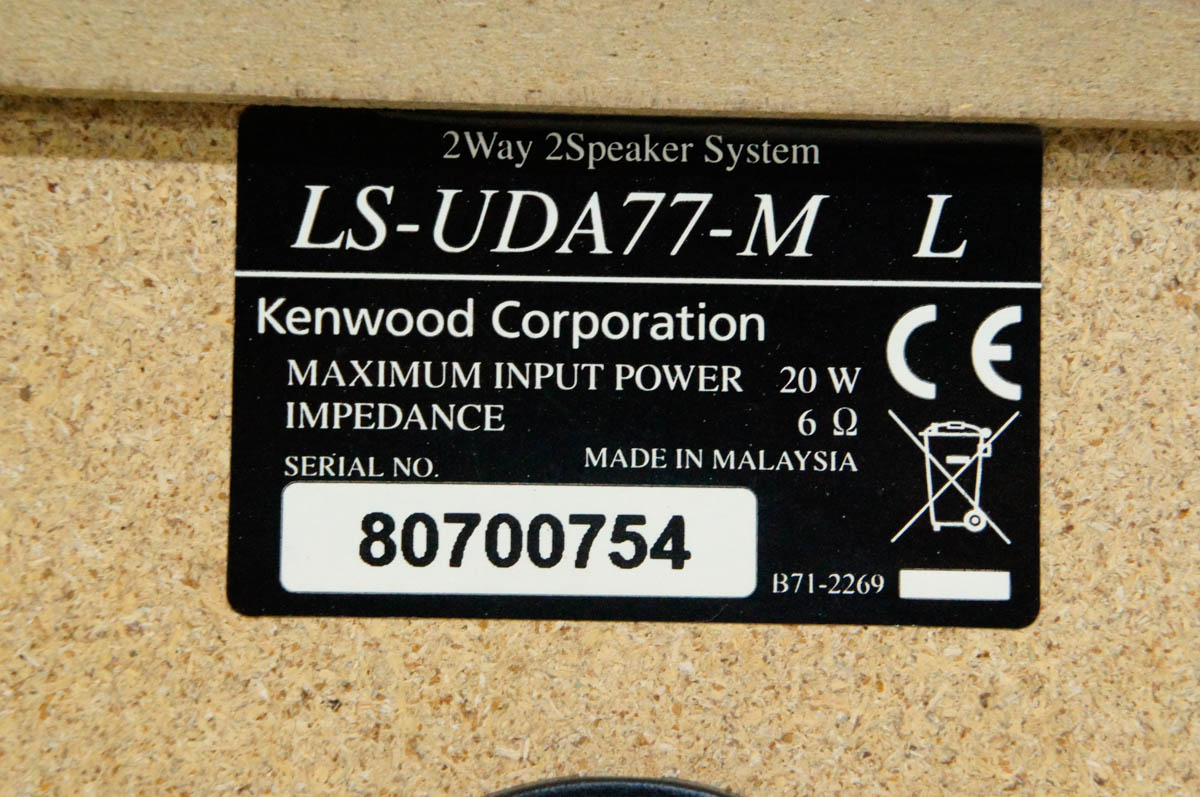 2Way 2Speaker System
LS-UDA77-M L
Kenwood Corporation
MAXIMUM INPUT POWER 20 W
IMPEDANCE 6 Ω
SERIAL NO. MADE IN MALAYSIA
80700754
B71-2269
CE